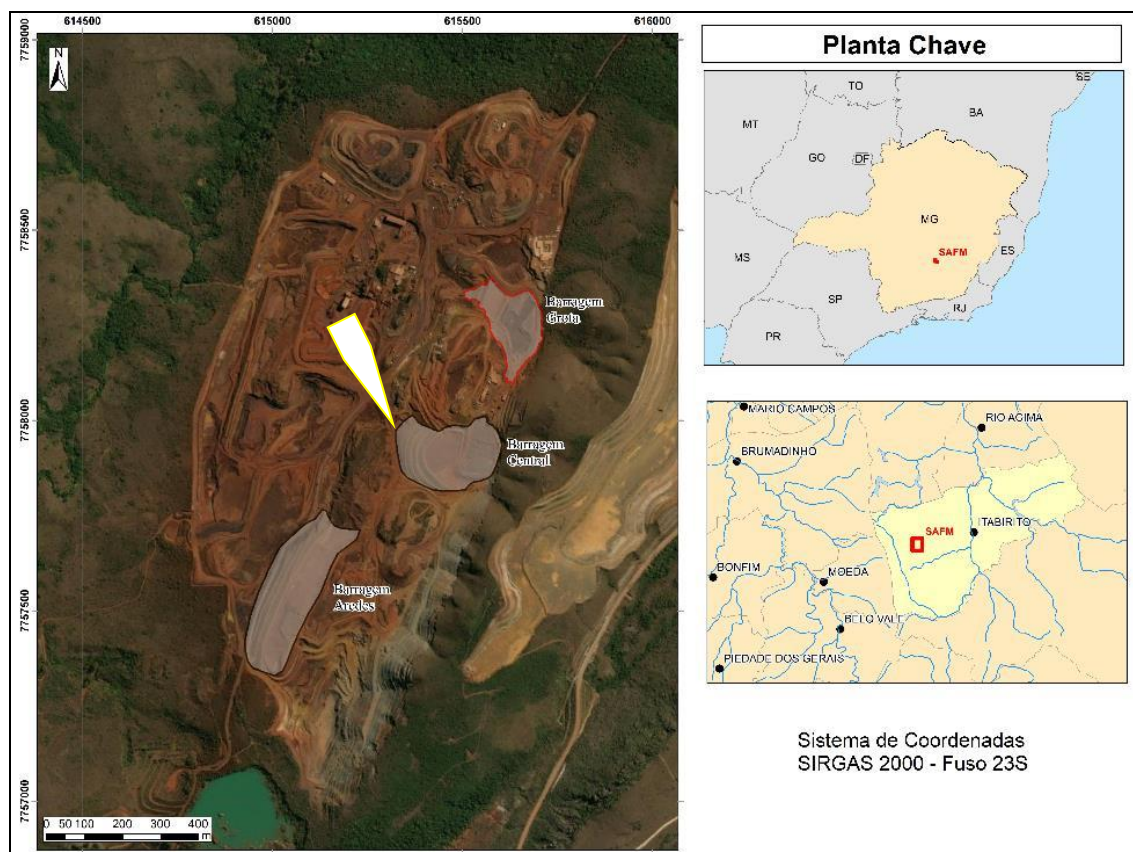 614500
615000
615500
616000
7759000
7758500
7758000
7757500
7757000
N
Barragem
Grota
Barragem
Central
Barragem
Aredes
0 50 100
200
300
400
m
Planta Chave
SE
TO
BA
MT
GO
DF
MG
SAFM
ES
MS
SP
RJ
PR
MARIO CAMPOS
RIO ACIMA
BRUMADINHO
SAFM
ITABIRITO
BONFIM
MOEDA
BELO VALE
PIEDADE DOS GERAIS
Sistema de Coordenadas
SIRGAS 2000 - Fuso 23S